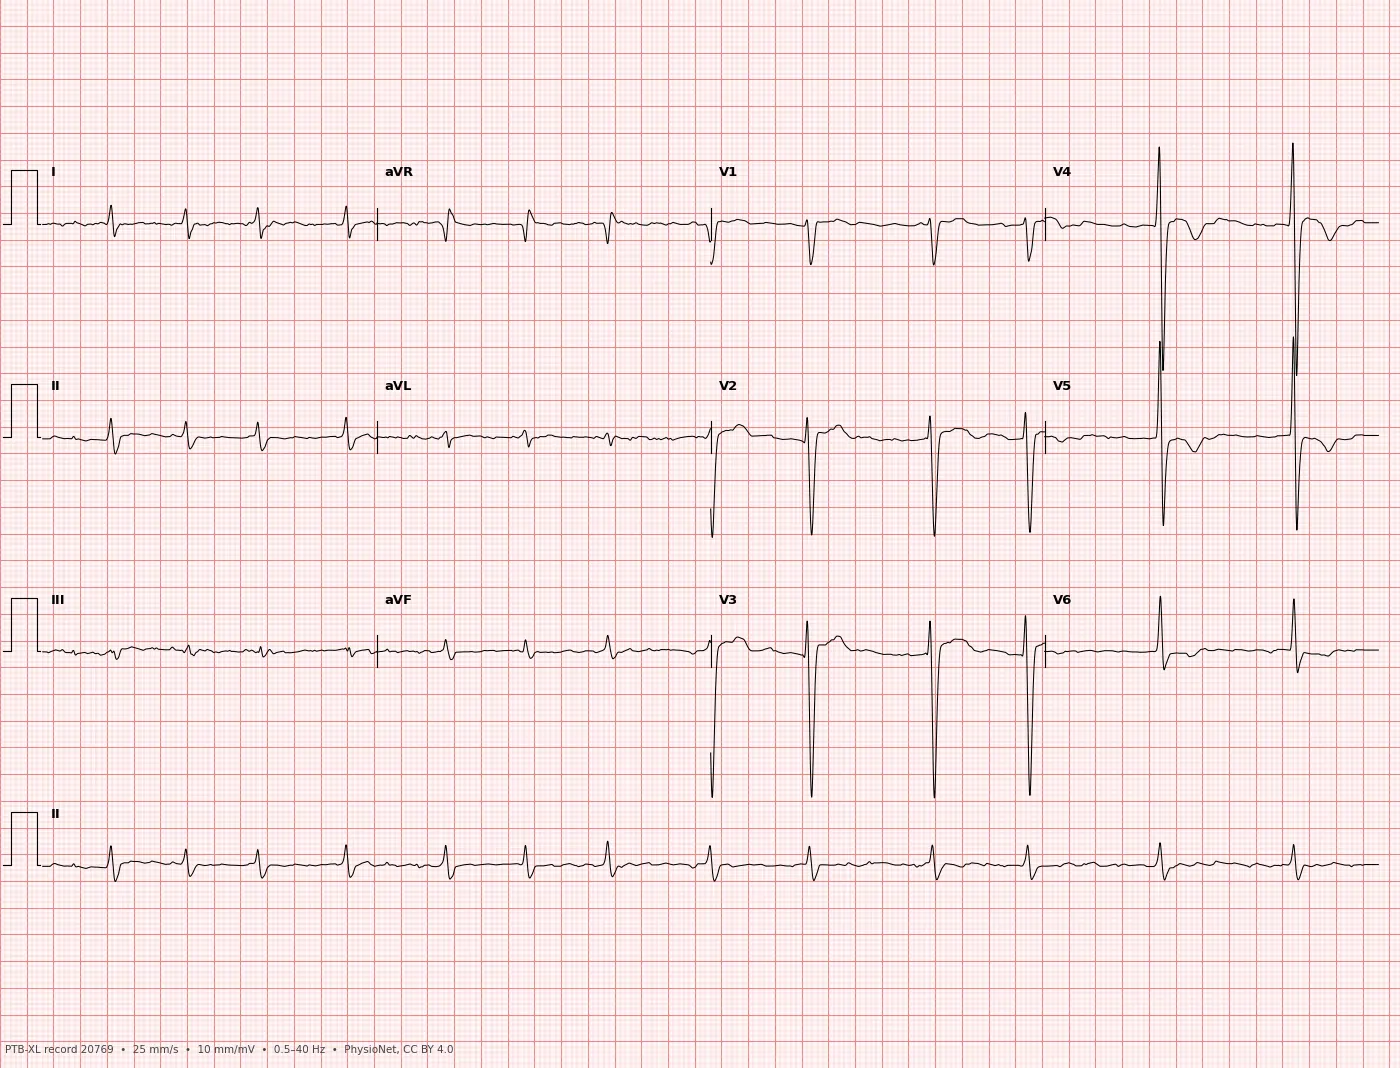 I aVR V1 V4
II aVL V2 V5
III aVF V3 V6
II
PTB-XL record 20769 • 25 mm/s • 10 mm/mV • 0.5–40 Hz • PhysioNet, CC BY 4.0